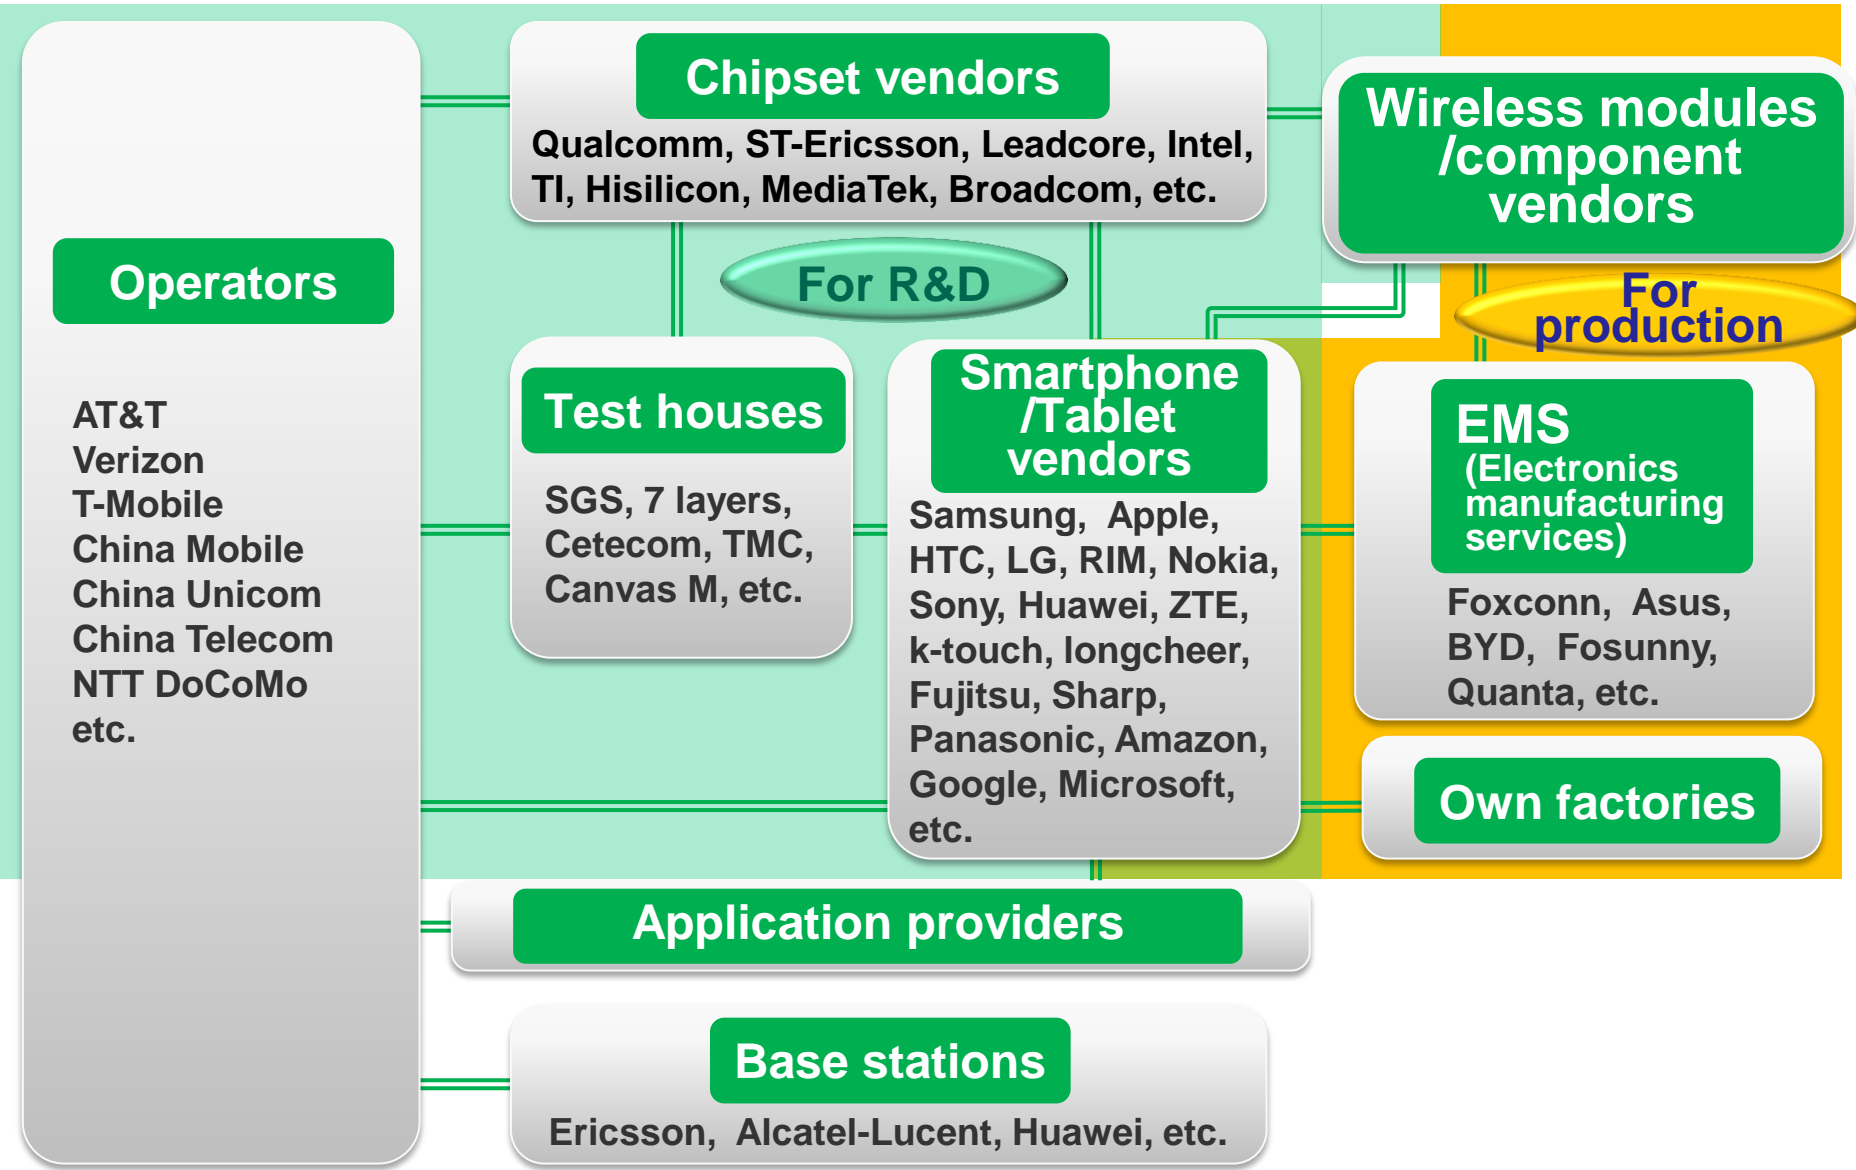 Operators
AT&T
Verizon
T-Mobile
China Mobile
China Unicom
China Telecom
NTT DoCoMo
etc.
Chipset vendors
Qualcomm, ST-Ericsson, Leadcore, Intel,
TI, Hisilicon, MediaTek, Broadcom, etc.
Wireless modules
/component
vendors
For R&D
For
production
Test houses
SGS, 7 layers,
Cetecom, TMC,
Canvas M, etc.
Smartphone
/Tablet
vendors
Samsung, Apple,
HTC, LG, RIM, Nokia,
Sony, Huawei, ZTE,
k-touch, longcheer,
Fujitsu, Sharp,
Panasonic, Amazon,
Google, Microsoft,
etc.
EMS
(Electronics
manufacturing
services)
Foxconn, Asus,
BYD, Fosunny,
Quanta, etc.
Own factories
Application providers
Base stations
Ericsson, Alcatel-Lucent, Huawei, etc.